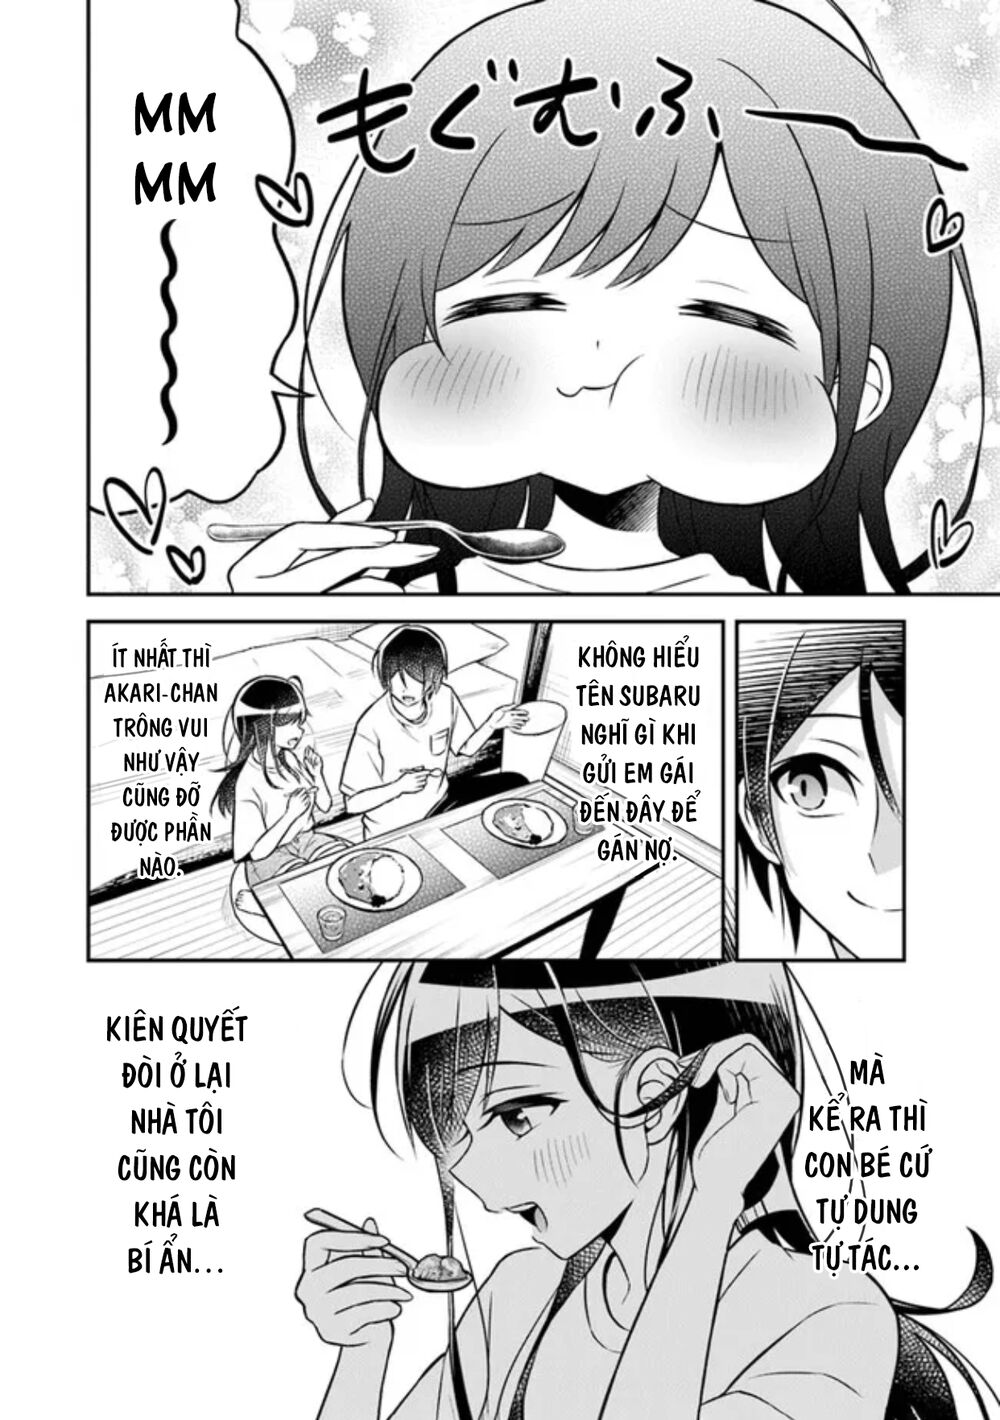 もぐむふー
MM
MM
KHÔNG HIỂU
TÊN SUBARU
NGHĨ GÌ KHI
GỬI EM GÁI
ĐẾN ĐÂY ĐỂ
GÁN NỢ.
ÍT NHẤT THÌ
AKARI-CHAN
TRÔNG VUI
NHƯ VẬY
CŨNG ĐỠ
ĐƯỢC PHẦN
NÀO.
MÀ
KỂ RA THÌ
CON BÉ CỨ
TỰ DUNG
TỰ TÁC...
KIÊN QUYẾT
ĐÒI Ở LẠI
NHÀ TÔI
CŨNG CÒN
KHÁ LÀ
BÍ ẨN...